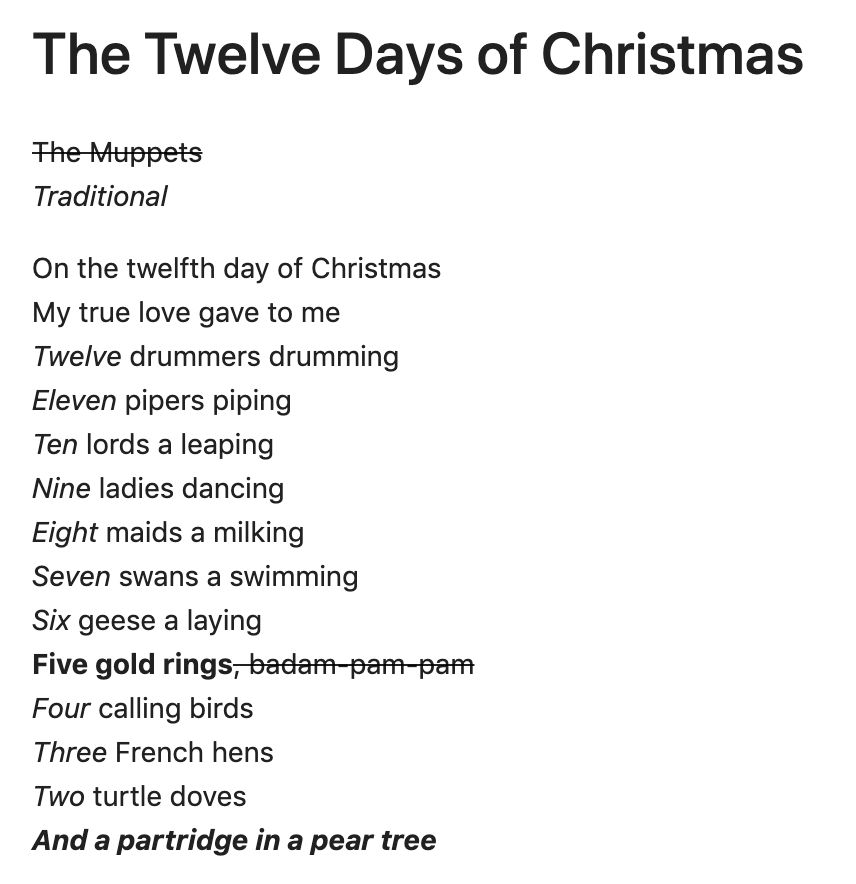 The Twelve Days of Christmas
The Muppets
Traditional
On the twelfth day of Christmas
My true love gave to me
Twelve drummers drumming
Eleven pipers piping
Ten lords a leaping
Nine ladies dancing
Eight maids a milking
Seven swans a swimming
Six geese a laying
Five gold rings, badam-pam-pam
Four calling birds
Three French hens
Two turtle doves
And a partridge in a pear tree